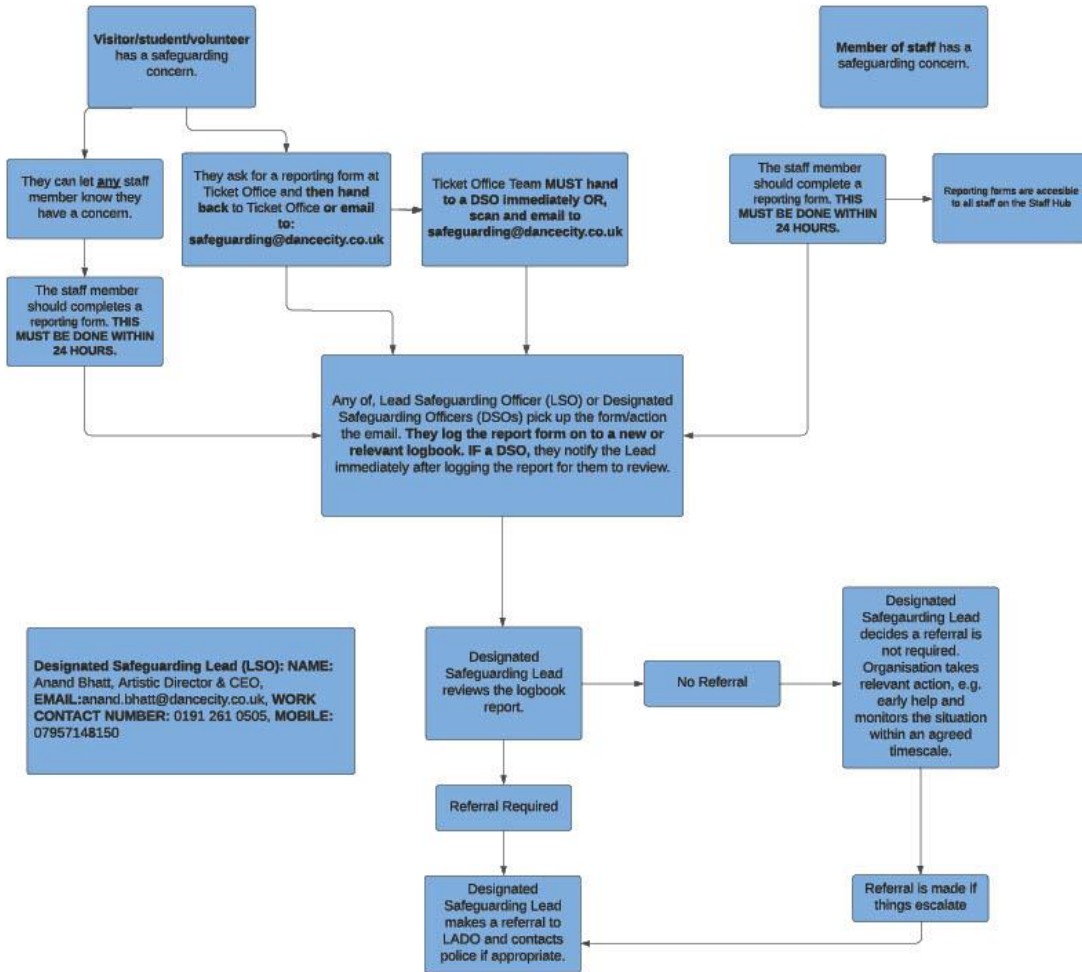 Visitor/student/volunteer
has a safeguarding
concern.
Member of staff has a
safeguarding concern.
They can let any staff
member know they
have a concern.
They ask for a reporting form at
Ticket Office and then hand
back to Ticket Office or email
to:
safeguarding@dancecity.co.uk
Ticket Office Team MUST hand
to a DSO immediately OR,
scan and email to
safeguarding@dancecity.co.uk
The staff member
should complete a
reporting form. THIS
MUST BE DONE WITHIN
24 HOURS.
Reporting forms are accesible
to all staff on the Staff Hub
The staff member
should completes a
reporting form. THIS
MUST BE DONE WITHIN
24 HOURS.
Any of, Lead Safeguarding Officer (LSO) or Designated
Safeguarding Officers (DSOs) pick up the form/action
the email. They log the report form on to a new or
relevant logbook. IF a DSO, they notify the Lead
immediately after logging the report for them to review.
Designated Safeguarding Lead (LSO): NAME:
Anand Bhatt, Artistic Director & CEO,
EMAIL:anand.bhatt@dancecity.co.uk, WORK
CONTACT NUMBER: 0191 261 0505, MOBILE:
07957148150
Designated
Safeguarding Lead
reviews the logbook
report.
No Referral
Designated
Safegaurding Lead
decides a referral is
not required.
Organisation takes
relevant action, e.g.
early help and
monitors the situation
within an agreed
timescale.
Referral Required
Designated
Safeguarding Lead
makes a referral to
LADO and contacts
police if appropriate.
Referral is made if
things escalate